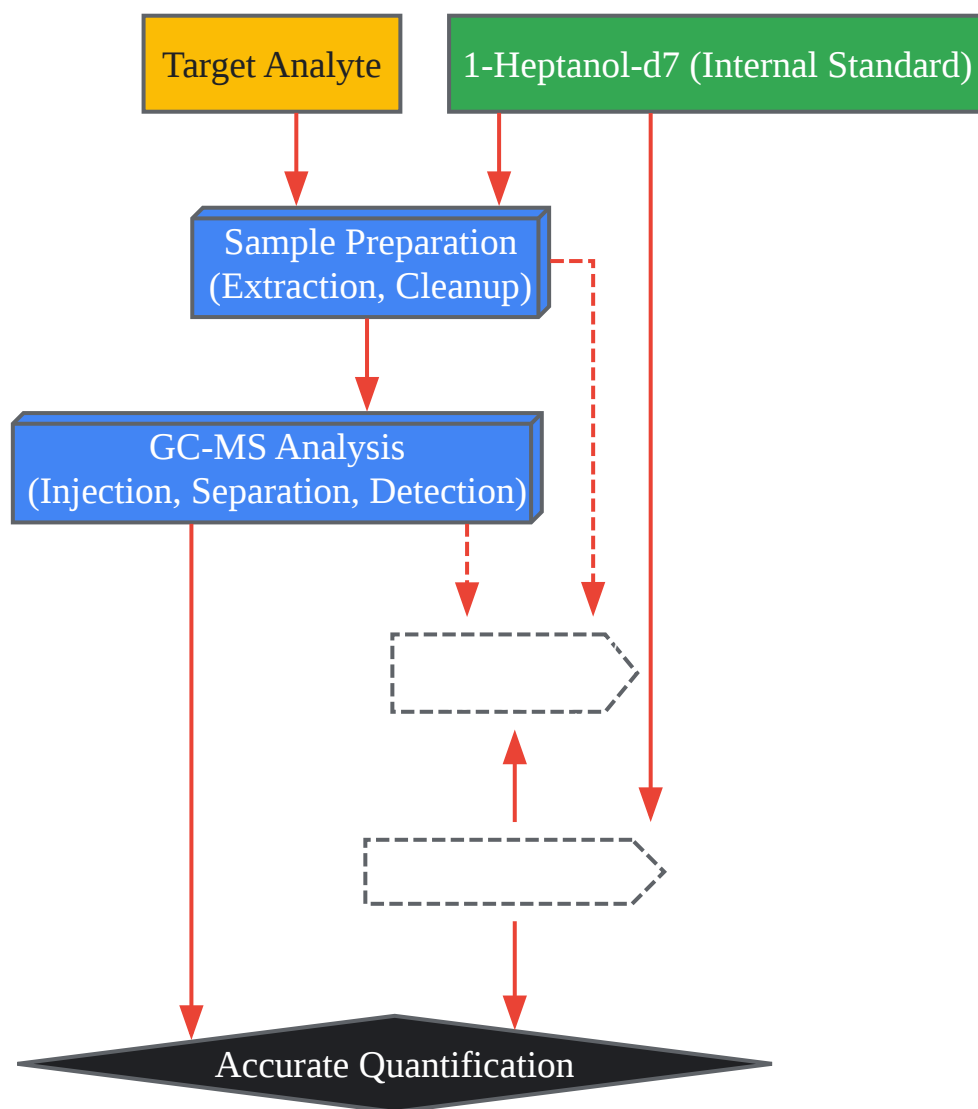 Target Analyte
1-Heptanol-d7 (Internal Standard)
Sample Preparation
(Extraction, Cleanup)
GC-MS Analysis
(Injection, Separation, Detection)
Accurate Quantification